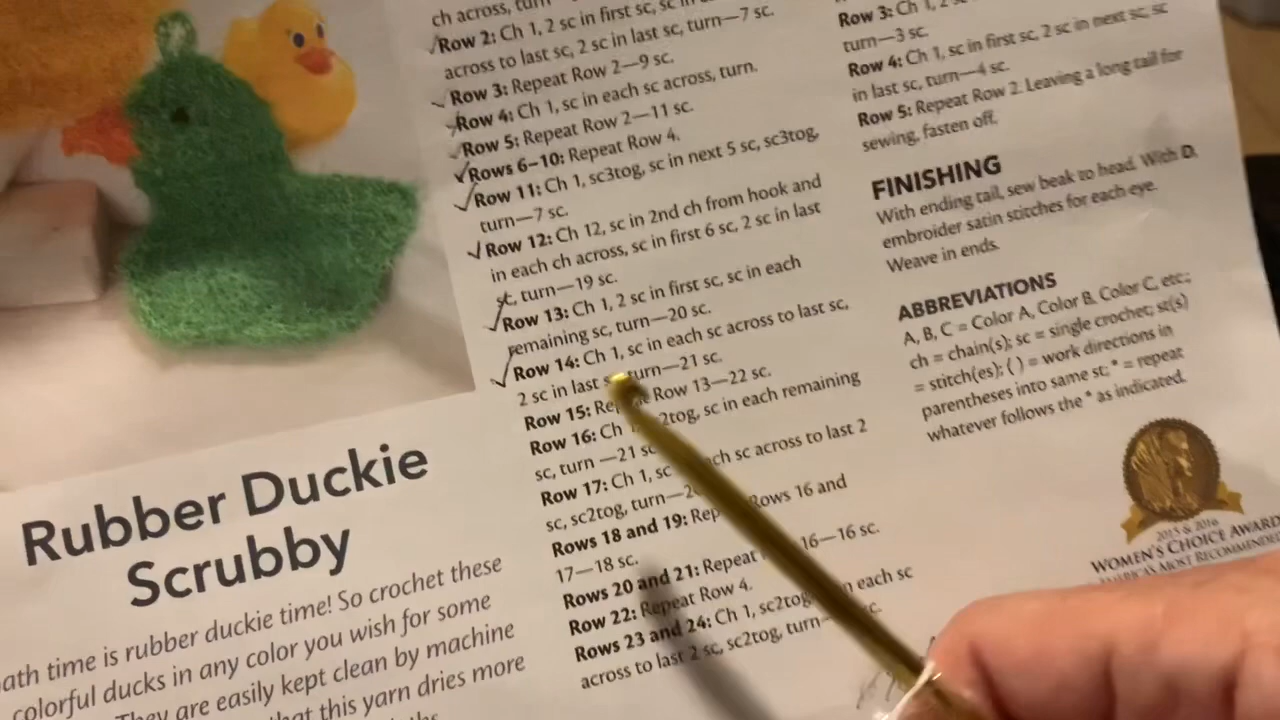 ch across, turn
Row 2: Ch 1, 2 sc in first sc, sc in
across to last sc, 2 sc in last sc, turn—7 sc.
Row 3: Repeat Row 2—9 sc.
Row 4: Ch 1, sc in each sc across, turn.
Row 5: Repeat Row 2—11 sc.
Rows 6–10: Repeat Row 4.
Row 11: Ch 1, sc3tog, sc in next 5 sc, sc3tog,
turn—7 sc.
Row 12: Ch 12, sc in 2nd ch from hook and
in each ch across, sc in first 6 sc, 2 sc in last
st, turn—19 sc.
Row 13: Ch 1, 2 sc in first sc, sc in each
remaining sc, turn—20 sc.
Row 14: Ch 1, sc in each sc across to last sc,
2 sc in last turn—21 sc.
Row 15: Row 13—22 sc.
Row 16: Ch 2tog, sc in each remaining
sc, turn —21 sc
Row 17: Ch 1, sc each sc across to last 2
sc, sc2tog, turn—
Rows 18 and 19: Rows 16 and
17—18 sc.
Rows 20 and 21: Repeat 16—16 sc.
Row 22: Repeat Row 4.
Rows 23 and 24: Ch 1, sc2tog, each sc
across to last 2 sc, sc2tog, turn— sc.
Row 3: Ch 1, 2
turn—3 sc.
Row 4: Ch 1, sc in first sc, 2 sc in next sc, sc
in last sc, turn—4 sc.
Row 5: Repeat Row 2. Leaving a long tail for
sewing, fasten off.
FINISHING
With ending tail, sew beak to head. With D,
embroider satin stitches for each eye.
Weave in ends.
ABBREVIATIONS
A, B, C = Color A, Color B, Color C, etc.;
ch = chain(s); sc = single crochet; st(s)
= stitch(es); ( ) = work directions in
parentheses into same st; * = repeat
whatever follows the * as indicated.
2015 & 2016
WOMEN'S CHOICE AWARD
AMERICA'S MOST RECOMMENDED
Rubber Duckie
Scrubby
ath time is rubber duckie time! So crochet these
colorful ducks in any color you wish for some
They are easily kept clean by machine
that this yarn dries more
the